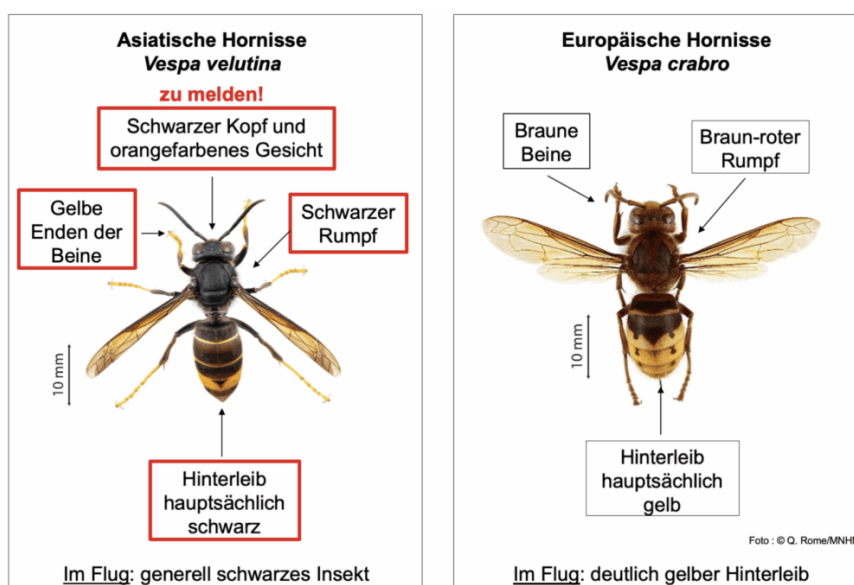 Asiatische Hornisse
Vespa velutina
zu melden!
Schwarzer Kopf und
orangefarbenes Gesicht
Gelbe
Enden der
Beine
Schwarzer
Rumpf
10 mm
Hinterleib
hauptsächlich
schwarz
Im Flug: generell schwarzes Insekt
Europäische Hornisse
Vespa crabro
Braune
Beine
Braun-roter
Rumpf
10 mm
Hinterleib
hauptsächlich
gelb
Foto : © Q. Rome/MNHN
Im Flug: deutlich gelber Hinterleib